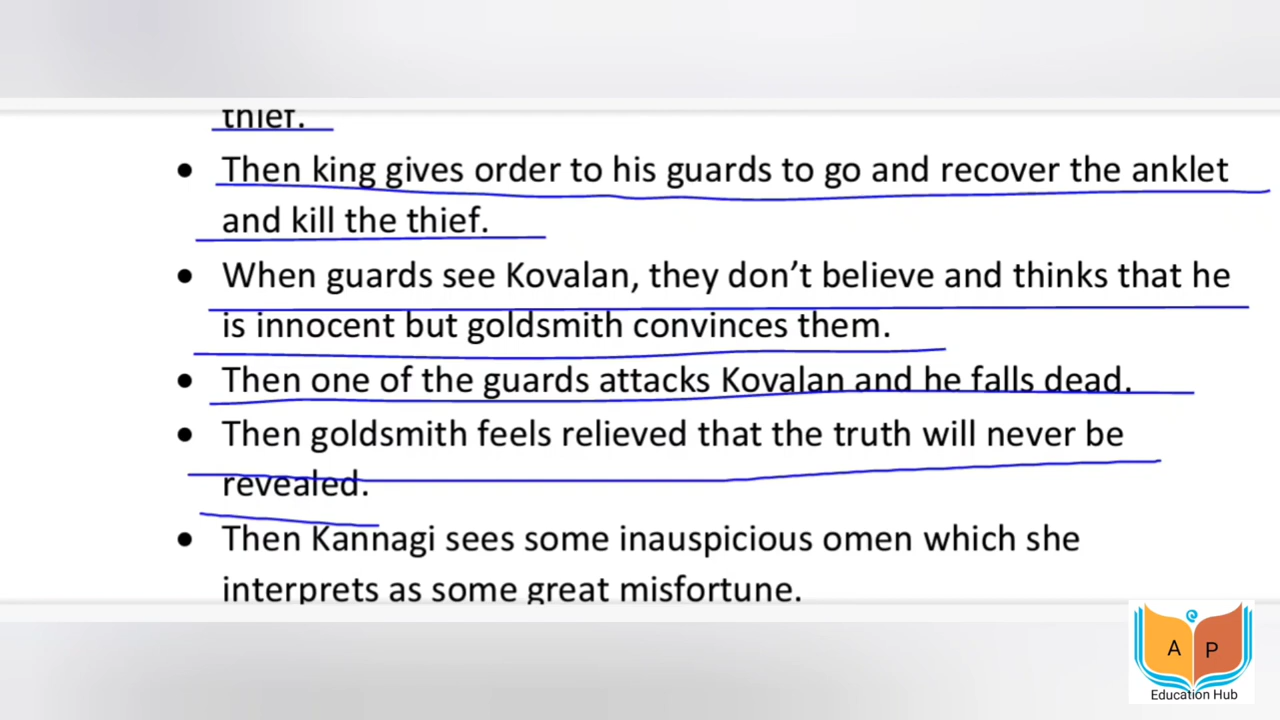 thief.
• Then king gives order to his guards to go and recover the anklet
and kill the thief.
• When guards see Kovalan, they don't believe and thinks that he
is innocent but goldsmith convinces them.
• Then one of the guards attacks Kovalan and he falls dead.
• Then goldsmith feels relieved that the truth will never be
revealed.
• Then Kannagi sees some inauspicious omen which she
interprets as some great misfortune.
A P
Education Hub